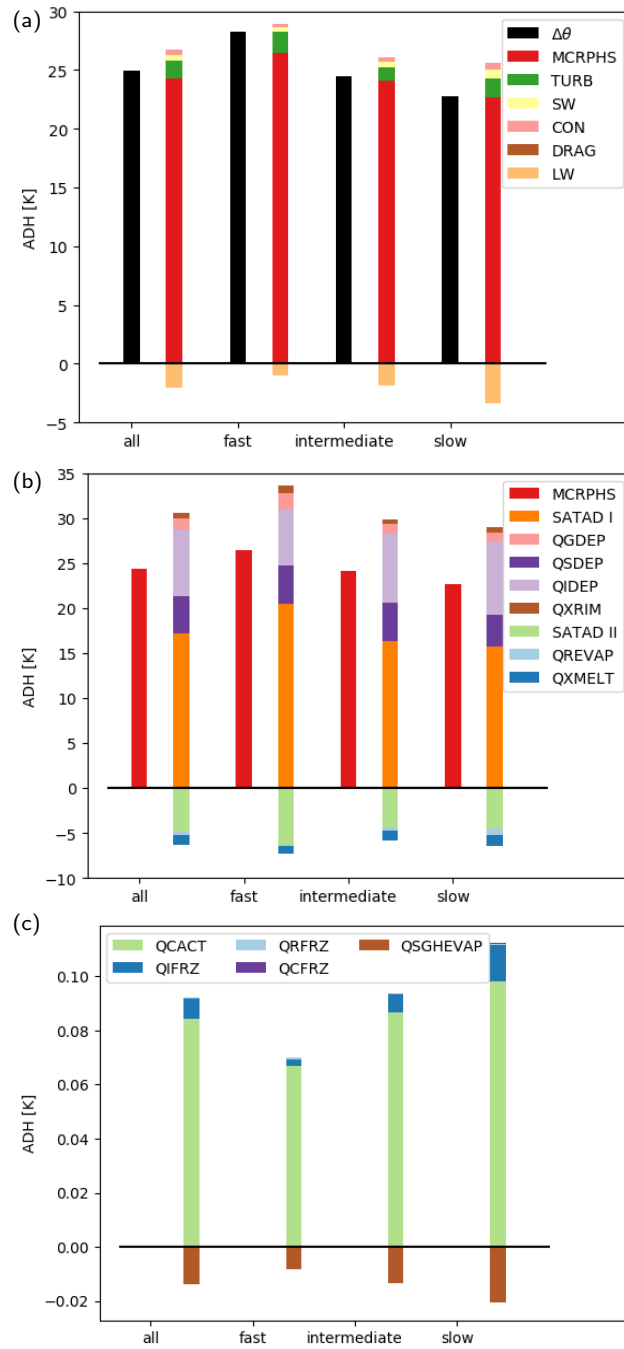 (a)
30
25
20
15
10
5
0
−5
ADH [K]
Δθ
MCRPHS
TURB
SW
CON
DRAG
LW
all fast intermediate slow
(b)
35
30
25
20
15
10
5
0
−5
−10
ADH [K]
MCRPHS
SATAD I
QGDEP
QSDEP
QIDEP
QXRIM
SATAD II
QREVAP
QXMELT
all fast intermediate slow
(c)
0.10
0.08
0.06
0.04
0.02
0.00
−0.02
ADH [K]
QCACT QRFRZ QSGHEVAP
QIFRZ QCFRZ
all fast intermediate slow